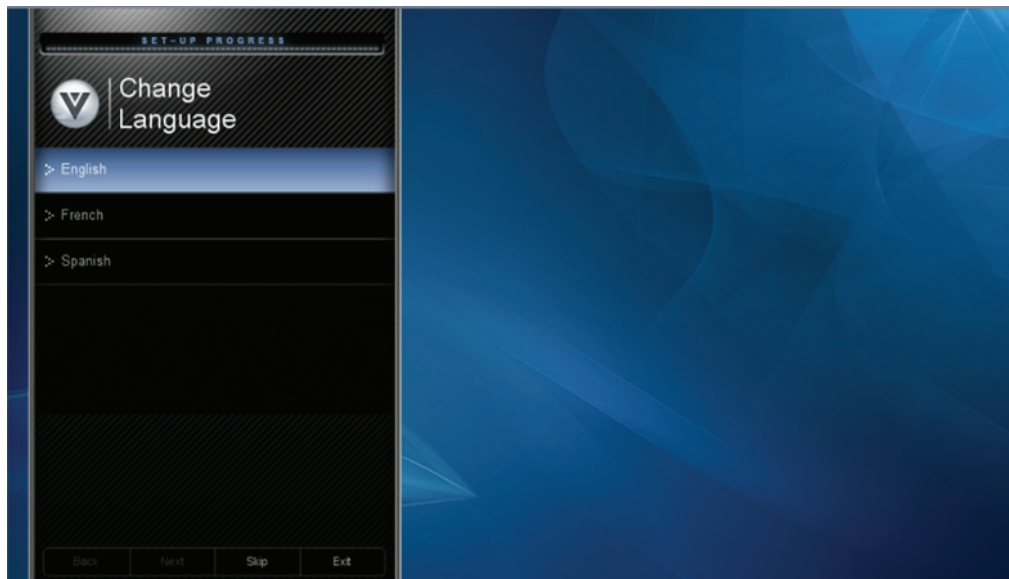 SET-UP PROGRESS
Change
Language
English
French
Spanish
Back Next Skip Exit